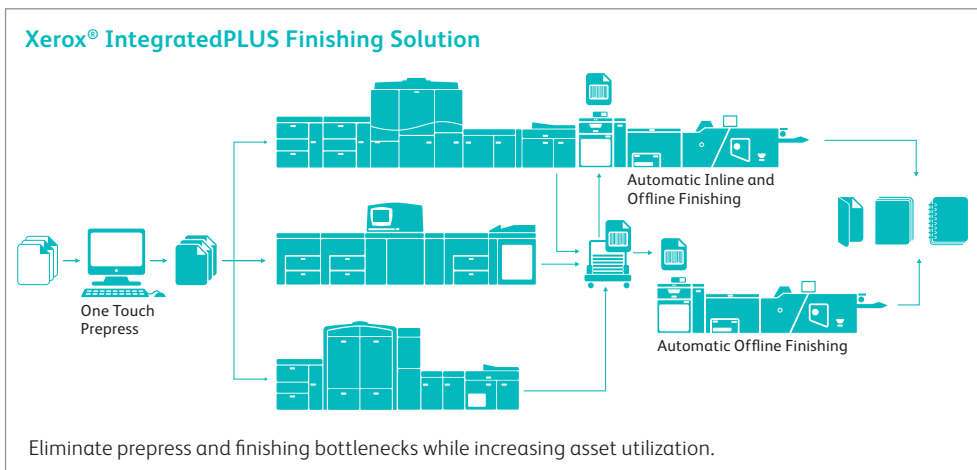 Xerox® IntegratedPLUS Finishing Solution
Automatic Inline and
Offline Finishing
One Touch
Prepress
Automatic Offline Finishing
Eliminate prepress and finishing bottlenecks while increasing asset utilization.